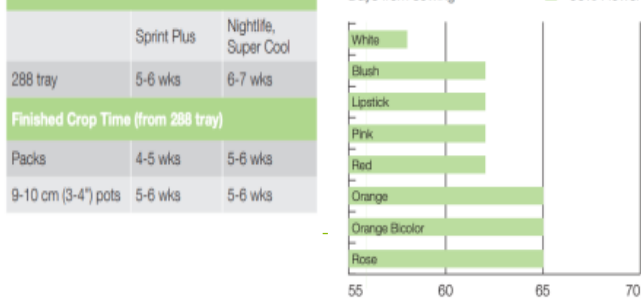 Sprint Plus
Nightlife,
Super Cool
288 tray 5-6 wks 6-7 wks
Finished Crop Time (from 288 tray)
Packs 4-5 wks 5-6 wks
9-10 cm (3-4") pots 5-6 wks 5-6 wks
White
Blush
Lipstick
Pink
Red
Orange
Orange Bicolor
Rose
55 60 65 70